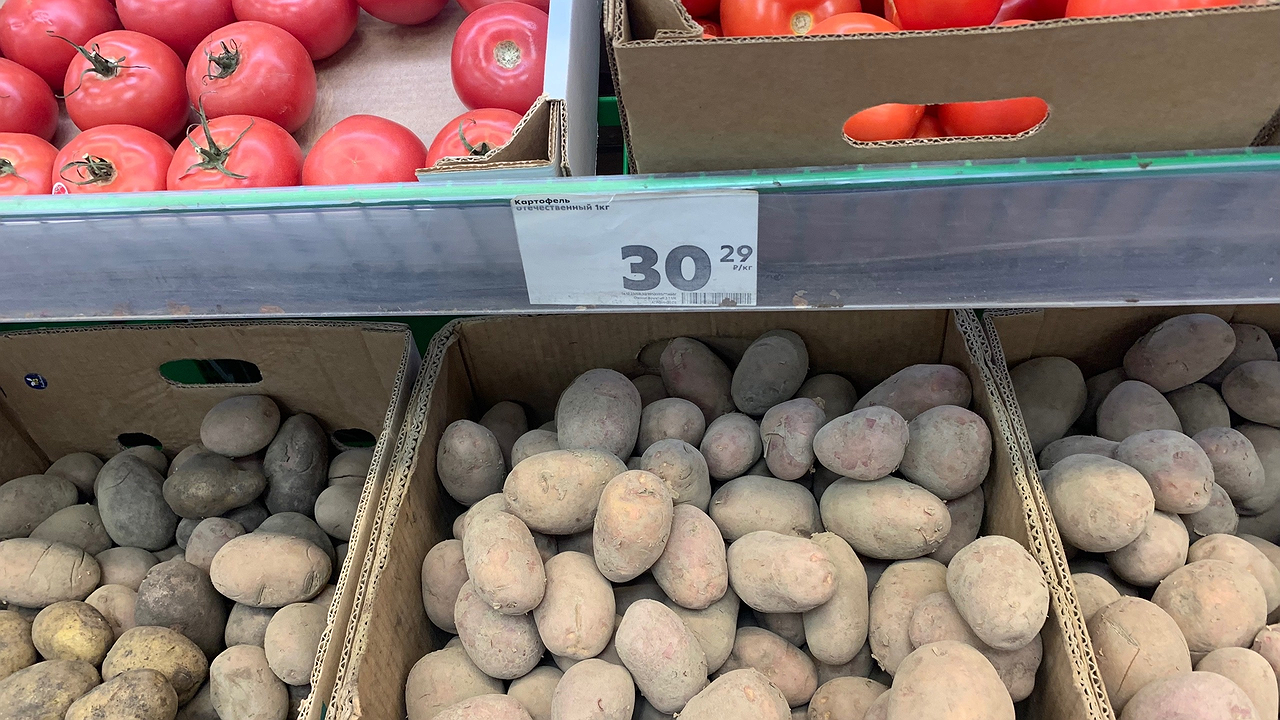 Картофель
отечественный 1кг
30 29
₽/кг